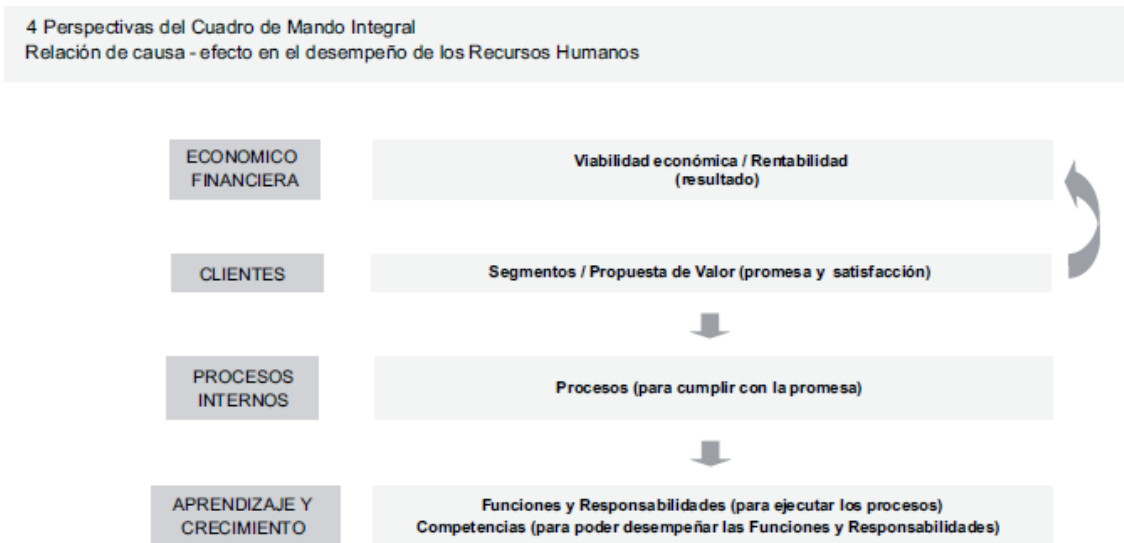 4 Perspectivas del Cuadro de Mando Integral
Relación de causa - efecto en el desempeño de los Recursos Humanos
ECONOMICO
FINANCIERA
Viabilidad económica / Rentabilidad
(resultado)
CLIENTES
Segmentos / Propuesta de Valor (promesa y satisfacción)
PROCESOS
INTERNOS
Procesos (para cumplir con la promesa)
APRENDIZAJE Y
CRECIMIENTO
Funciones y Responsabilidades (para ejecutar los procesos)
Competencias (para poder desempeñar las Funciones y Responsabilidades)